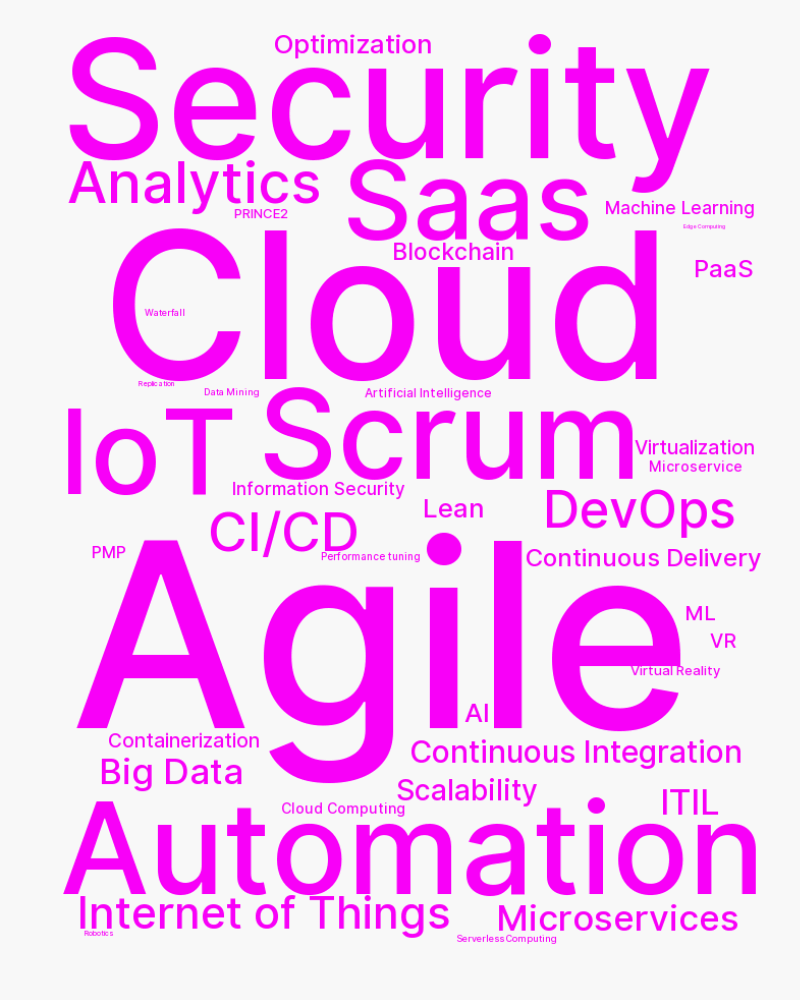 Optimization
Security
Analytics
Saas
Machine Learning
PRINCE2
Edge Computing
Blockchain
Cloud
PaaS
Waterfall
Replication
Data Mining
Artificial Intelligence
IoT
Scrum
Virtualization
Microservice
Information Security
Lean
DevOps
CI/CD
PMP
Performance tuning
Continuous Delivery
Agile
ML
VR
Virtual Reality
AI
Containerization
Continuous Integration
Big Data
Scalability
ITIL
Cloud Computing
Automation
Internet of Things
Microservices
Robotics
Serverless Computing